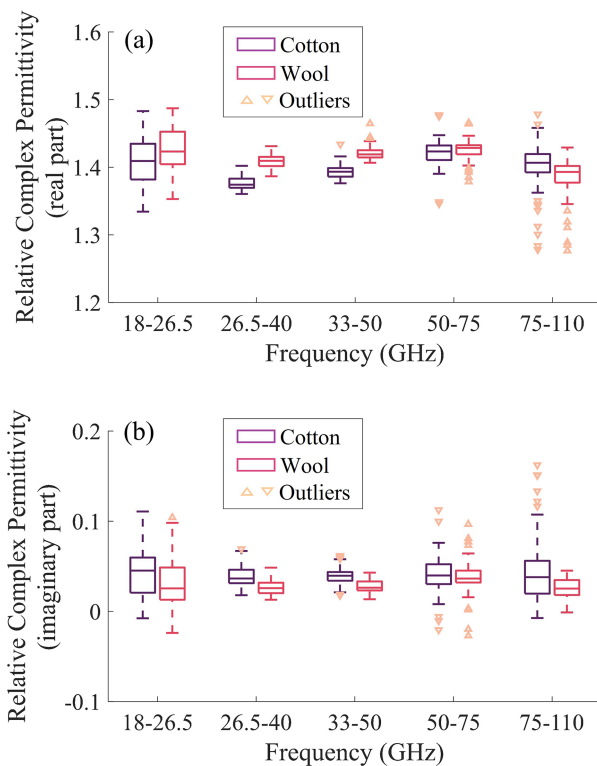 Relative Complex Permittivity
(real part)
(a)
Cotton
Wool
Outliers
1.6
1.5
1.4
1.3
1.2
18-26.5 26.5-40 33-50 50-75 75-110
Frequency (GHz)
Relative Complex Permittivity
(imaginary part)
(b)
Cotton
Wool
Outliers
0.2
0.1
0
-0.1
18-26.5 26.5-40 33-50 50-75 75-110
Frequency (GHz)